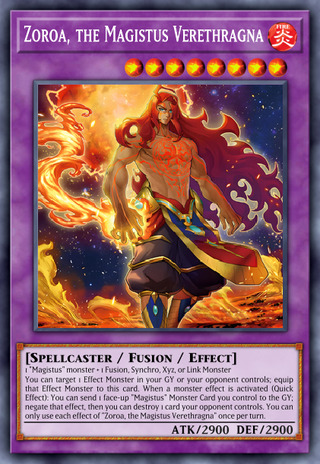 Zoroa, the Magistus Verethragna
FIRE
炎
[Spellcaster / Fusion / Effect]
1 "Magistus" monster + 1 Fusion, Synchro, Xyz, or Link Monster
You can target 1 Effect Monster in your GY or your opponent controls; equip
that Effect Monster to this card. When a monster effect is activated (Quick
Effect): You can send 1 face-up "Magistus" Monster Card you control to the GY;
negate that effect, then you can destroy 1 card your opponent controls. You can
only use each effect of "Zoroa, the Magistus Verethragna" once per turn.
ATK/2900 DEF/2900